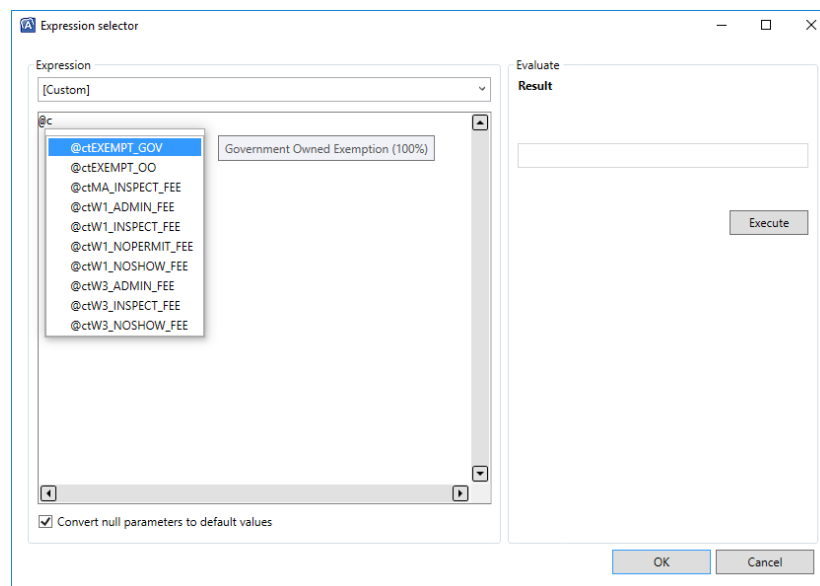 Expression selector
Expression
[Custom]
@c
@ctEXEMPT_GOV
Government Owned Exemption (100%)
@ctEXEMPT_OO
@ctMA_INSPECT_FEE
@ctW1_ADMIN_FEE
@ctW1_INSPECT_FEE
@ctW1_NOPERMIT_FEE
@ctW1_NOSHOW_FEE
@ctW3_ADMIN_FEE
@ctW3_INSPECT_FEE
@ctW3_NOSHOW_FEE
Convert null parameters to default values
Evaluate
Result
Execute
OK
Cancel